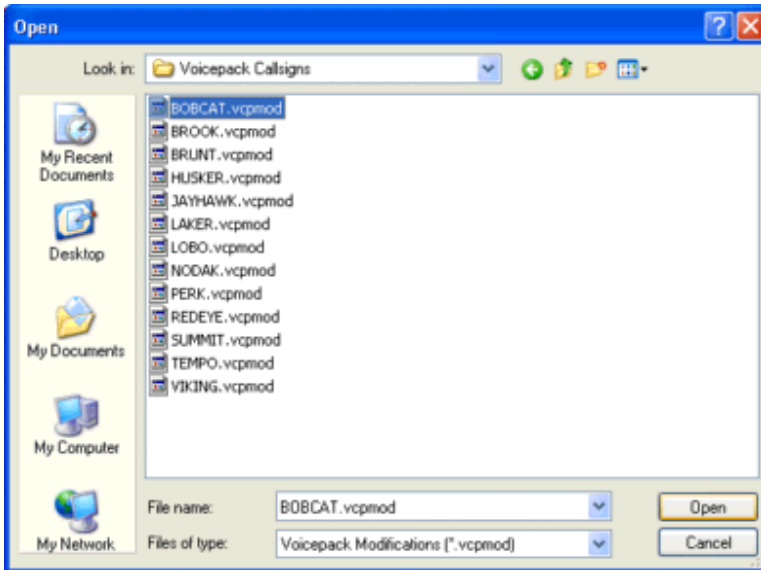 Open
Look in: Voicepack Callsigns
My Recent
Documents
Desktop
My Documents
My Computer
My Network
BOBCAT.vcpmod
BROOK.vcpmod
BRUNT.vcpmod
HUSKER.vcpmod
JAYHAWK.vcpmod
LAKER.vcpmod
LOBO.vcpmod
NODAK.vcpmod
PERK.vcpmod
REDEYE.vcpmod
SUMMIT.vcpmod
TEMPO.vcpmod
VIKING.vcpmod
File name: BOBCAT.vcpmod Open
Files of type: Voicepack Modifications (*.vcpmod) Cancel